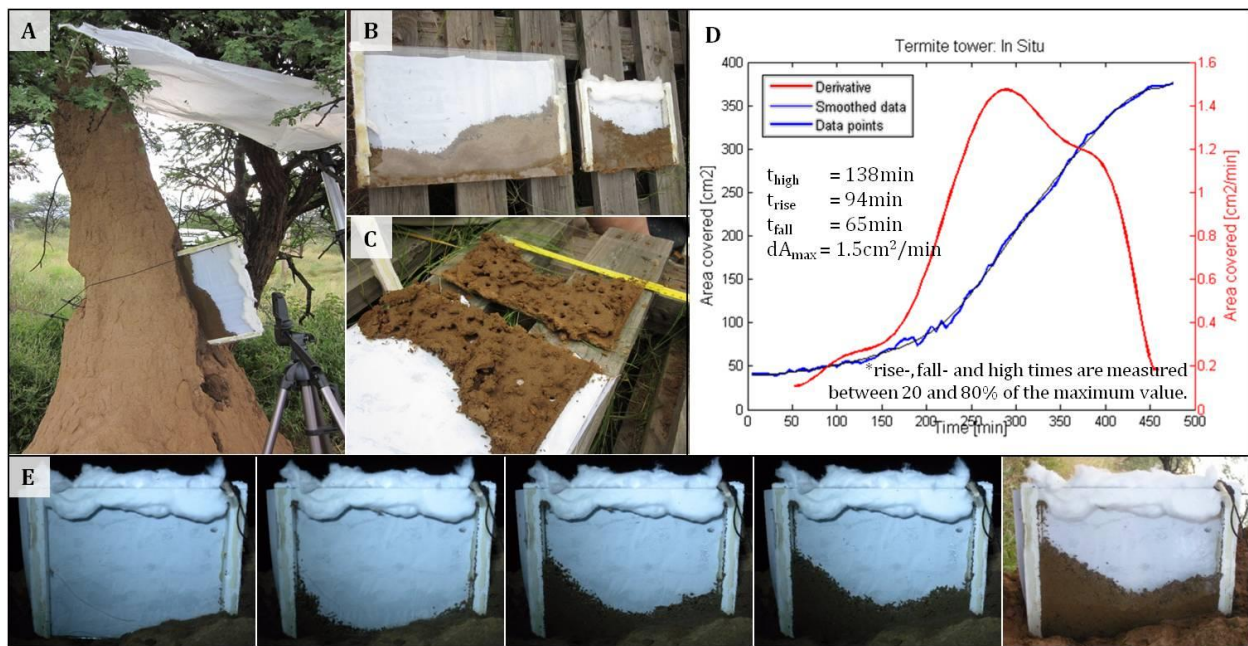 A
B
C
D
Termite tower: In Situ
Derivative
Smoothed data
Data points
t_high = 138min
t_rise = 94min
t_fall = 65min
dA_max = 1.5cm²/min
*rise-, fall- and high times are measured
between 20 and 80% of the maximum value.
Area covered [cm2]
400
350
300
250
200
150
100
50
0
Area covered [cm2/min]
1.6
1.4
1.2
1
0.8
0.6
0.4
0.2
0
0 50 100 150 200 250 300 350 400 450 500
Time [min]
E